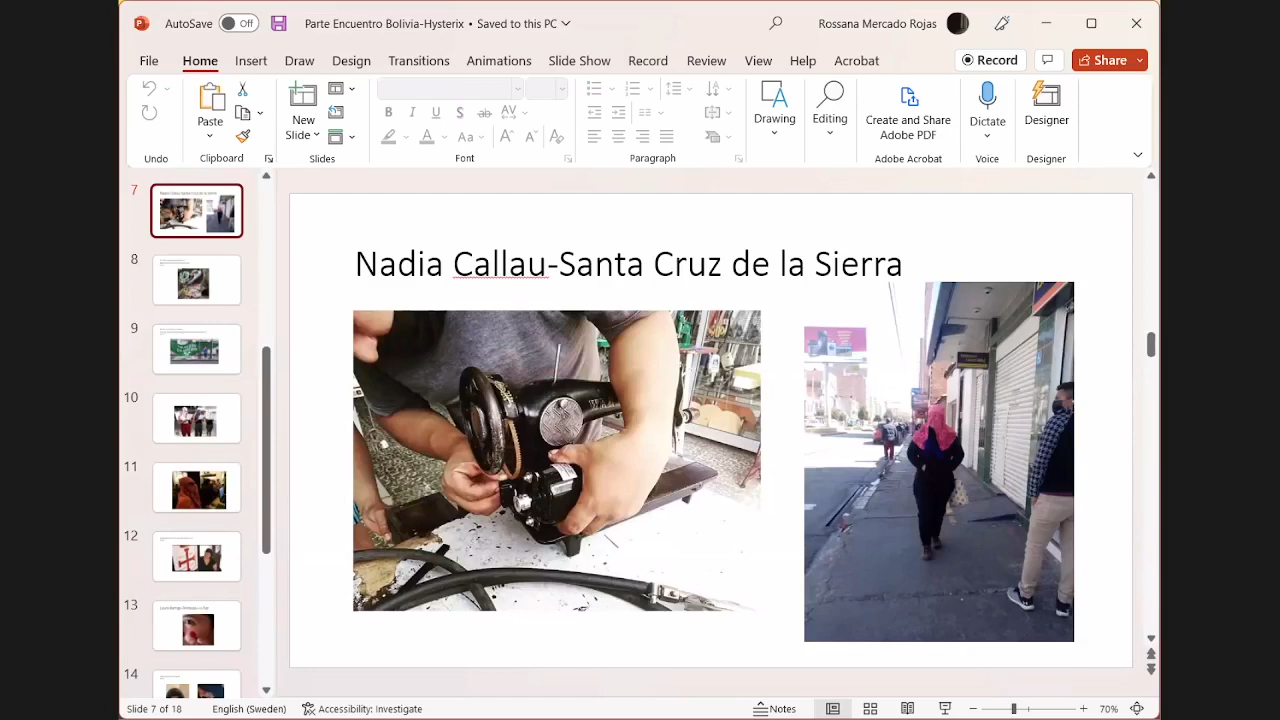 AutoSave Off Parte Encuentro Bolivia-Hysterix • Saved to this PC Rossana Mercado Rojas
File Home Insert Draw Design Transitions Animations Slide Show Record Review View Help Acrobat Record Share
Paste
New Slide
B I U S ab AV
Aa A A
Drawing
Editing
Create and Share Adobe PDF
Dictate
Designer
Undo Clipboard Slides Font Paragraph Adobe Acrobat Voice Designer
7
8
9
10
11
12
13
14
Nadia Callau-Santa Cruz de la Sierra
Slide 7 of 18 English (Sweden) Accessibility: Investigate Notes 70%